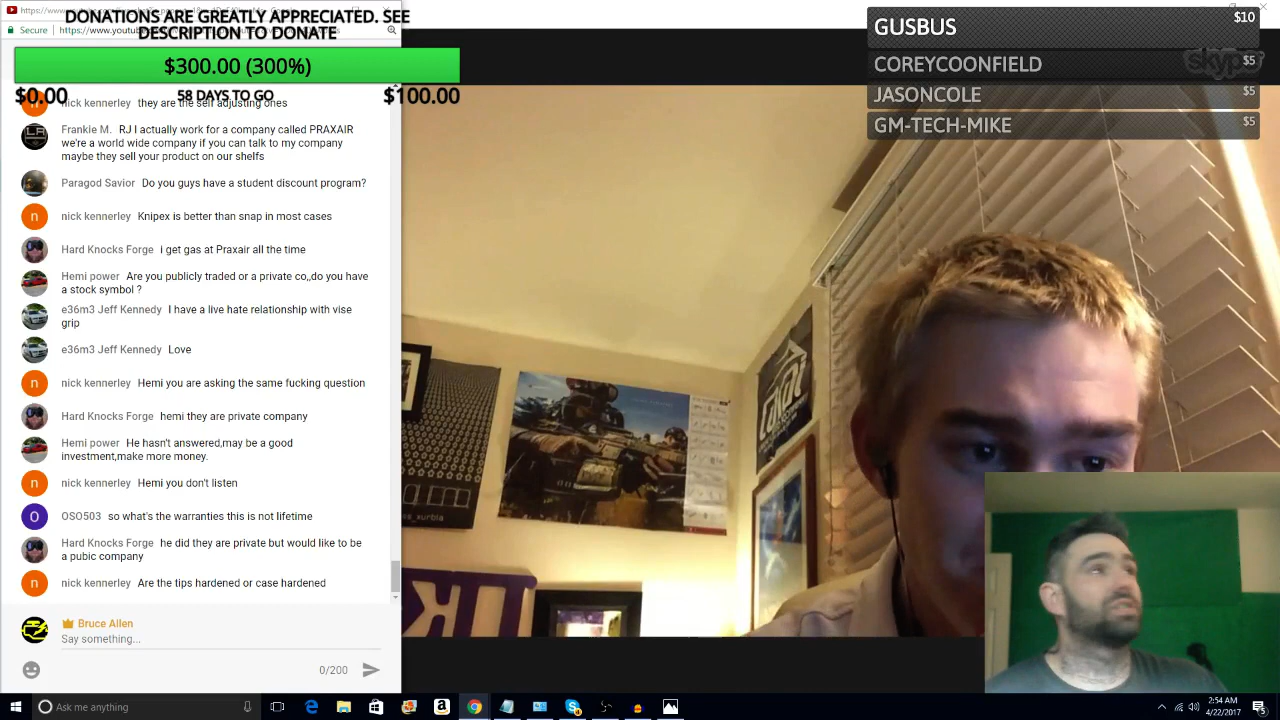 DONATIONS ARE GREATLY APPRECIATED. SEE
DESCRIPTION TO DONATE
Secure
$300.00 (300%)
$0.00
58 DAYS TO GO
$100.00
GUSBUS $10
COREYCOONFIELD $5
JASONCOLE $5
GM-TECH-MIKE $5
skype
nick kennerley they are the self adjusting ones
Frankie M. RJ I actually work for a company called PRAXAIR
we're a world wide company if you can talk to my company
maybe they sell your product on our shelfs
Paragod Savior Do you guys have a student discount program?
nick kennerley Knipex is better than snap in most cases
Hard Knocks Forge i get gas at Praxair all the time
Hemi power Are you publicly traded or a private co,,do you have
a stock symbol ?
e36m3 Jeff Kennedy I have a live hate relationship with vise
grip
e36m3 Jeff Kennedy Love
nick kennerley Hemi you are asking the same fucking question
Hard Knocks Forge hemi they are private company
Hemi power He hasn't answered,may be a good
investment,make more money.
nick kennerley Hemi you don't listen
OSO503 so what's the warranties this is not lifetime
Hard Knocks Forge he did they are private but would like to be
a pubic company
nick kennerley Are the tips hardened or case hardened
Bruce Allen
Say something...
0/200
Ask me anything
2:54 AM
4/22/2017